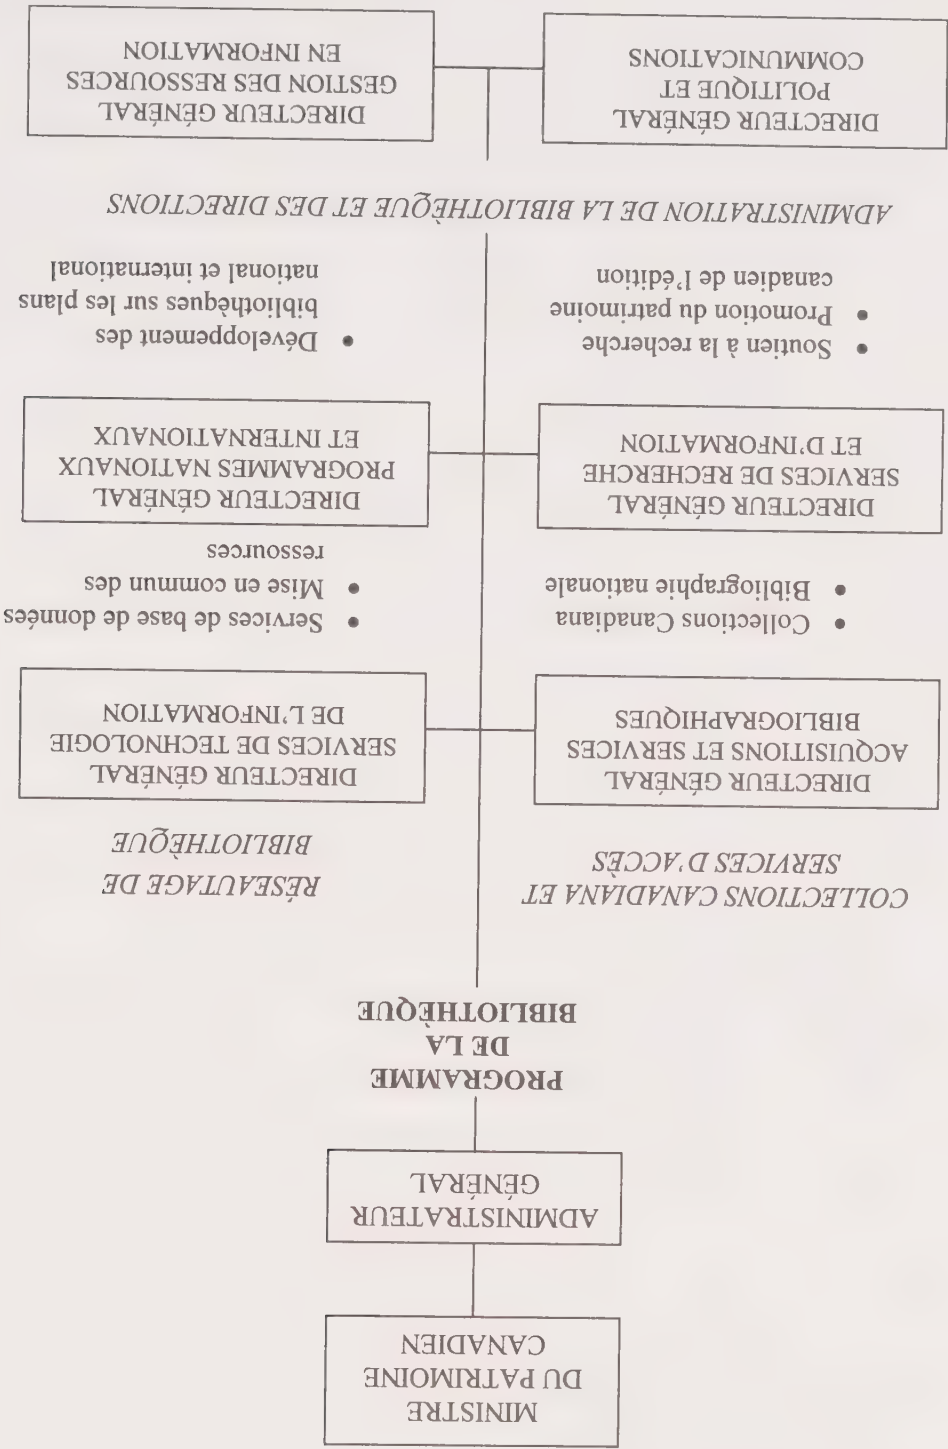 MINISTRE
DU PATRIMOINE
CANADIEN
ADMINISTRATEUR
GÉNÉRAL
PROGRAMME
DE LA
BIBLIOTHÈQUE
COLLECTIONS CANADIANA ET
SERVICES D'ACCÈS
DIRECTEUR GÉNÉRAL
ACQUISITIONS ET SERVICES
BIBLIOGRAPHIQUES
• Collections Canadiana
• Bibliographie nationale
DIRECTEUR GÉNÉRAL
SERVICES DE RECHERCHE
ET D'INFORMATION
• Soutien à la recherche
• Promotion du patrimoine
canadien de l'édition
RÉSEAUTAGE DE
BIBLIOTHÈQUE
DIRECTEUR GÉNÉRAL
SERVICES DE TECHNOLOGIE
DE L'INFORMATION
• Services de base de données
• Mise en commun des
ressources
DIRECTEUR GÉNÉRAL
PROGRAMMES NATIONAUX
ET INTERNATIONAUX
• Développement des
bibliothèques sur les plans
national et international
ADMINISTRATION DE LA BIBLIOTHÈQUE ET DES DIRECTIONS
DIRECTEUR GÉNÉRAL
POLITIQUE ET
COMMUNICATIONS
DIRECTEUR GÉNÉRAL
GESTION DES RESSOURCES
EN INFORMATION